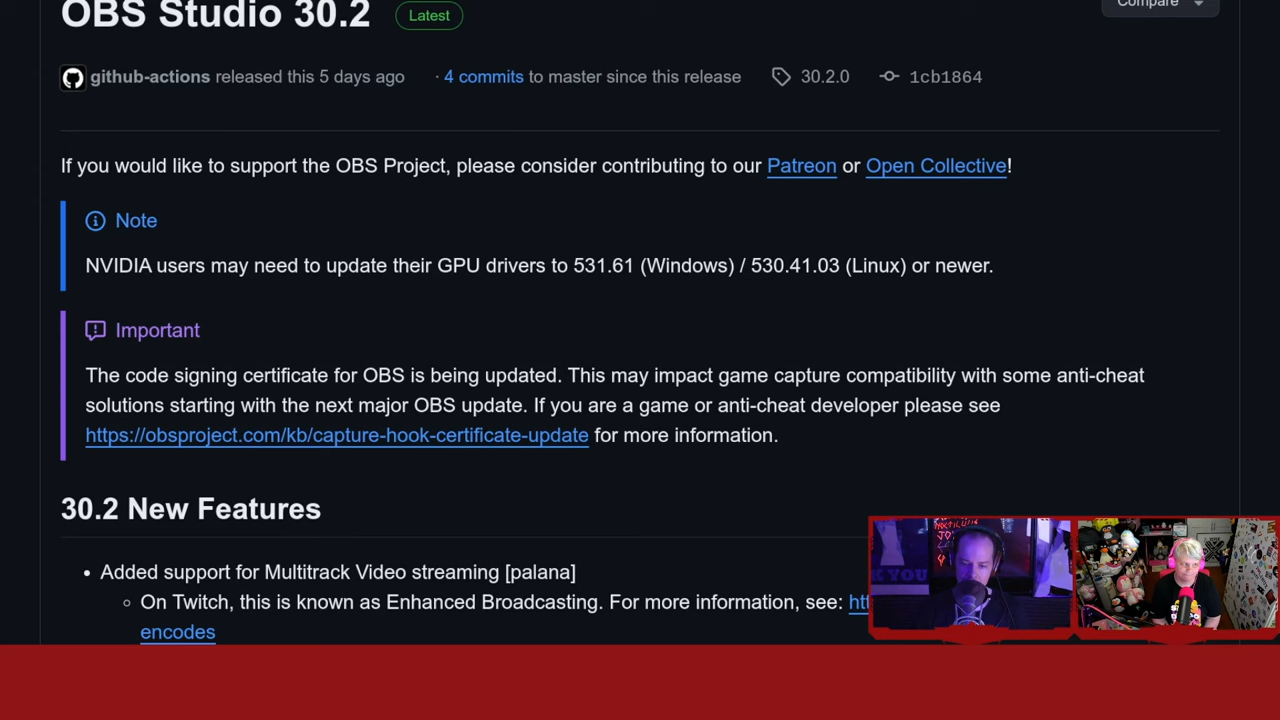 OBS Studio 30.2 Latest
Compare
github-actions released this 5 days ago · 4 commits to master since this release 30.2.0 1cb1864
If you would like to support the OBS Project, please consider contributing to our Patreon or Open Collective!
Note
NVIDIA users may need to update their GPU drivers to 531.61 (Windows) / 530.41.03 (Linux) or newer.
Important
The code signing certificate for OBS is being updated. This may impact game capture compatibility with some anti-cheat
solutions starting with the next major OBS update. If you are a game or anti-cheat developer please see
https://obsproject.com/kb/capture-hook-certificate-update for more information.
30.2 New Features
• Added support for Multitrack Video streaming [palana]
◦ On Twitch, this is known as Enhanced Broadcasting. For more information, see:
encodes